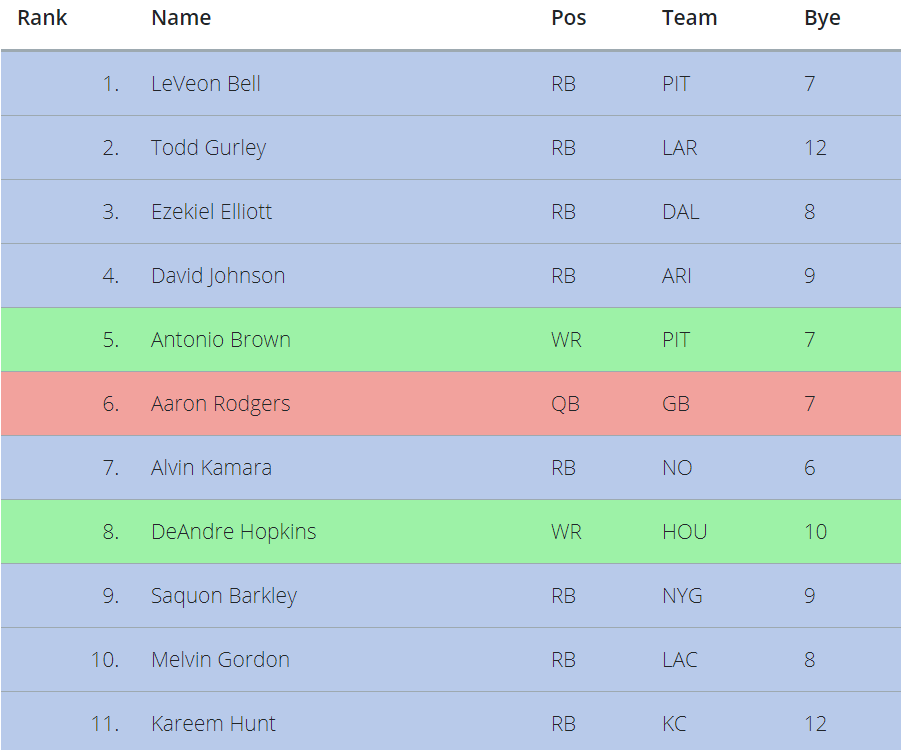 Rank Name Pos Team Bye
1. LeVeon Bell RB PIT 7
2. Todd Gurley RB LAR 12
3. Ezekiel Elliott RB DAL 8
4. David Johnson RB ARI 9
5. Antonio Brown WR PIT 7
6. Aaron Rodgers QB GB 7
7. Alvin Kamara RB NO 6
8. DeAndre Hopkins WR HOU 10
9. Saquon Barkley RB NYG 9
10. Melvin Gordon RB LAC 8
11. Kareem Hunt RB KC 12